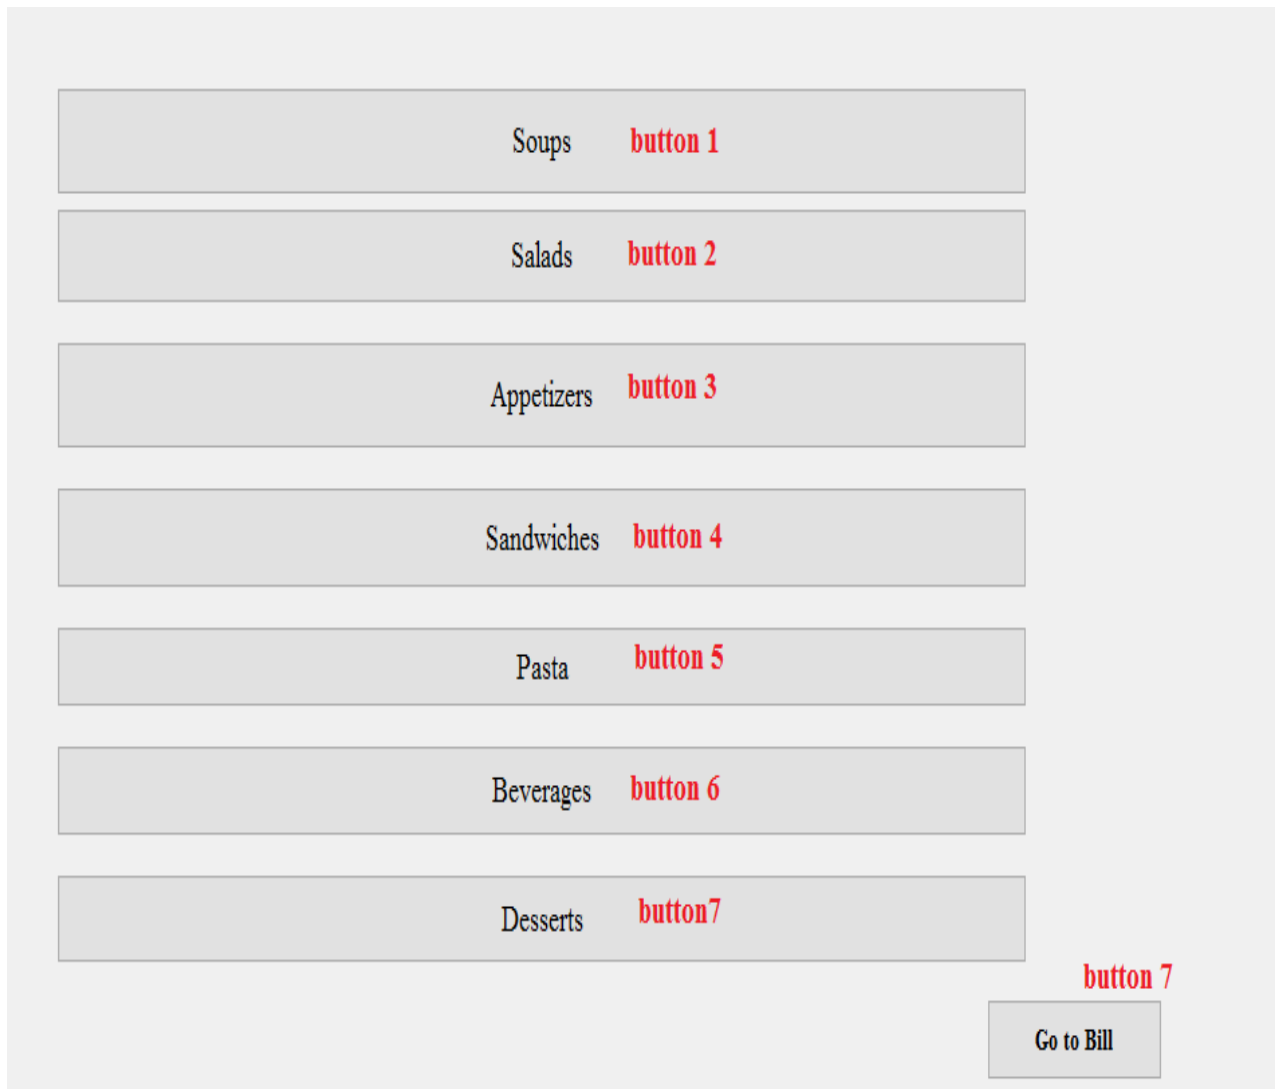 Soups button 1
Salads button 2
Appetizers button 3
Sandwiches button 4
Pasta button 5
Beverages button 6
Desserts button7
button 7
Go to Bill